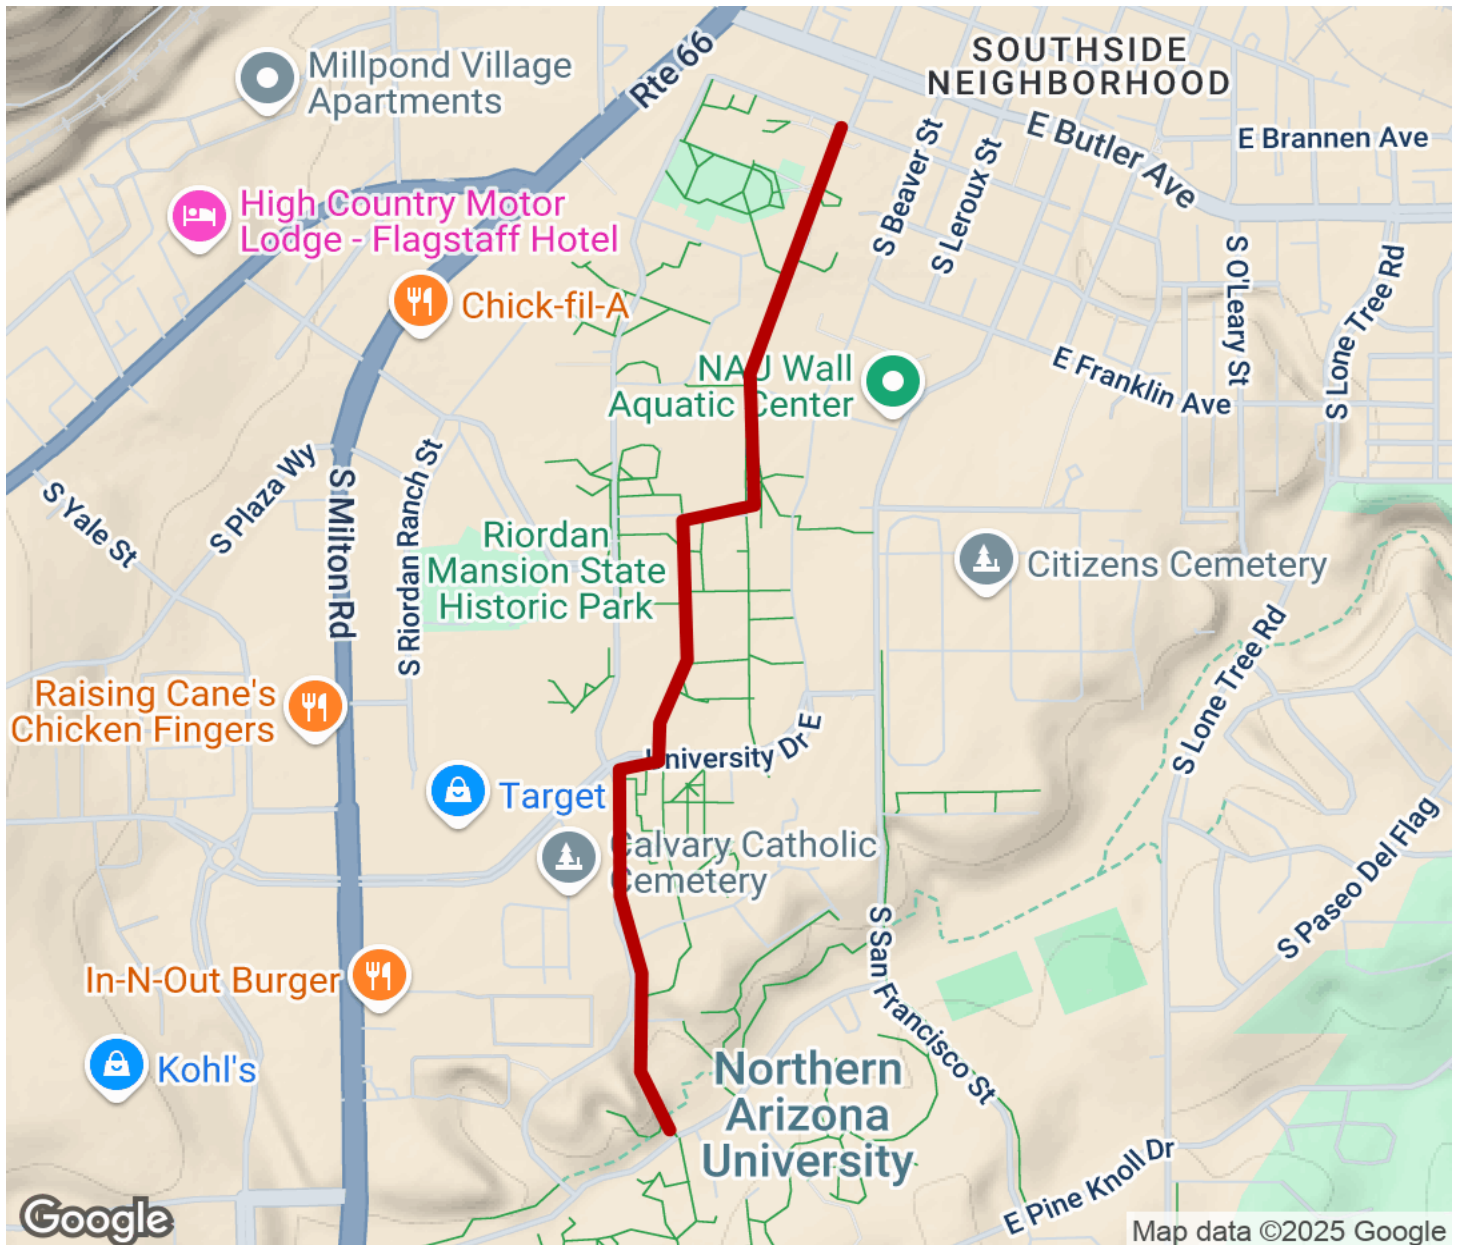 SOUTHSIDE
NEIGHBORHOOD
Millpond Village
Apartments
Rte 66
E Butler Ave
E Brannen Ave
S Beaver St
S Leroux St
High Country Motor
Lodge - Flagstaff Hotel
Chick-fil-A
S O'Leary St
S Lone Tree Rd
NAU Wall
Aquatic Center
E Franklin Ave
S Yale St
S Plaza Wy
S Milton Rd
S Riordan Ranch St
Riordan
Mansion State
Historic Park
Citizens Cemetery
S Lone Tree Rd
Raising Cane's
Chicken Fingers
University Dr E
Target
Calvary Catholic
Cemetery
S Paseo Del Flag
In-N-Out Burger
S San Francisco St
Kohl's
Northern
Arizona
University
E Pine Knoll Dr
Google
Map data ©2025 Google